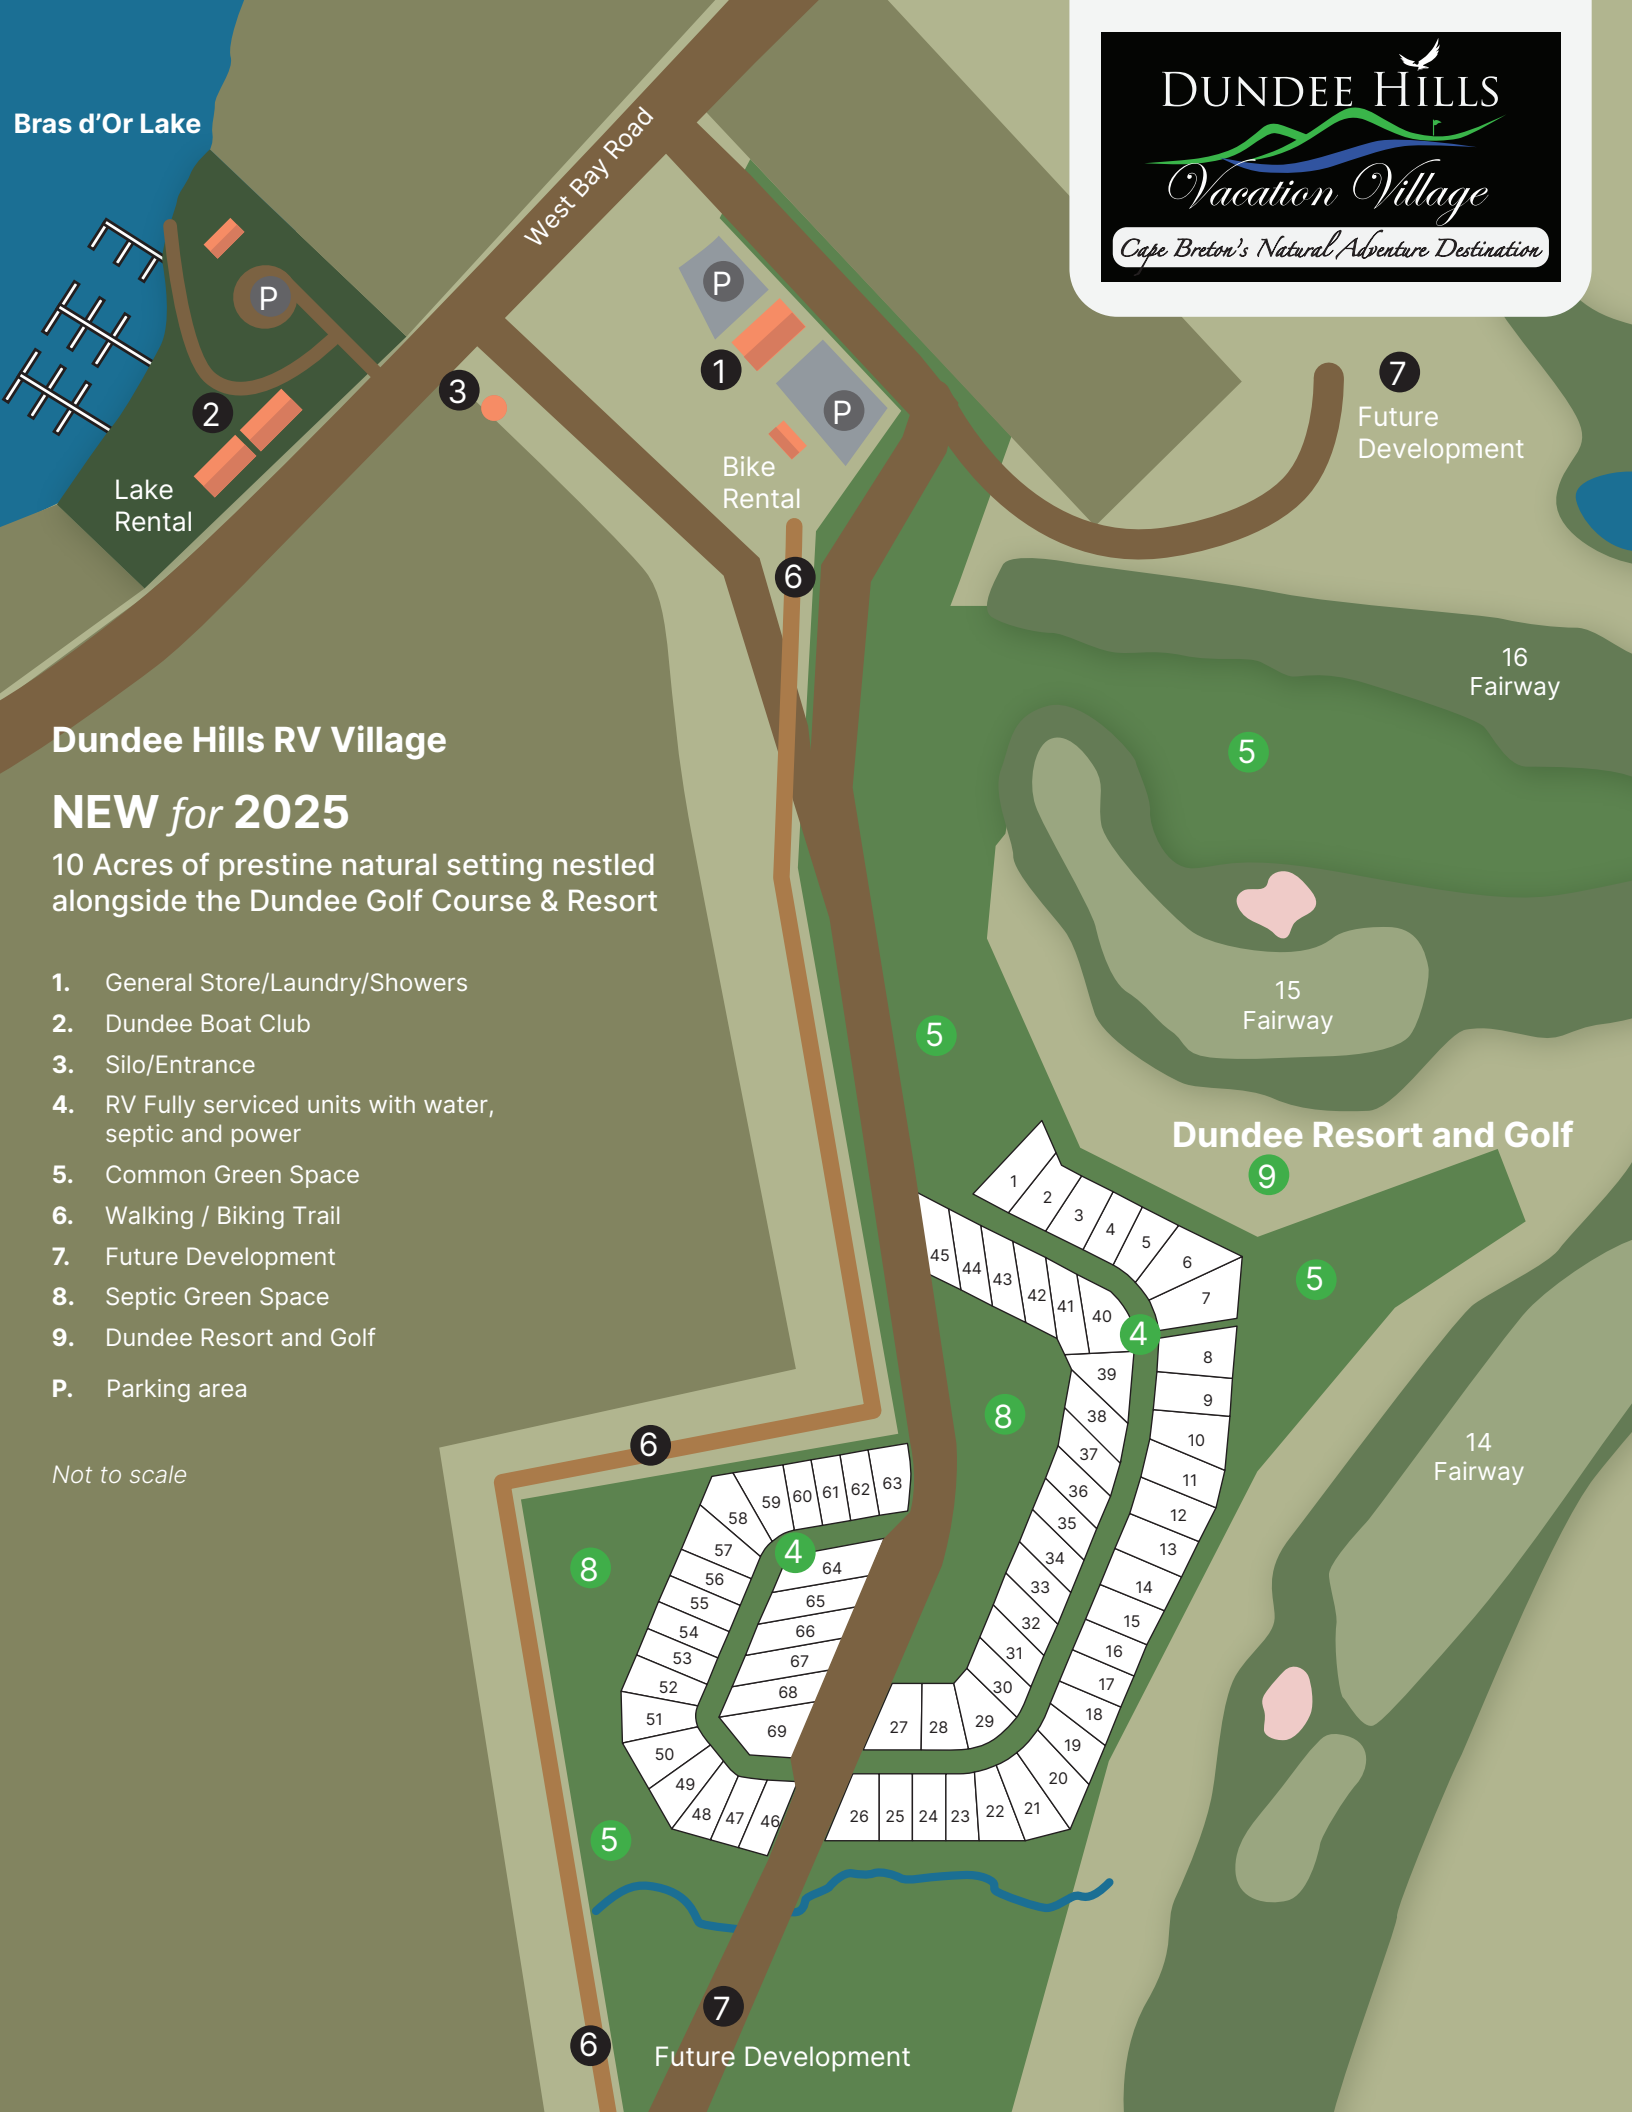 DUNDEE HILLS
Vacation Village
Cape Breton's Natural Adventure Destination
Bras d'Or Lake
West Bay Road
P
P
P
1
2
3
7
Future
Development
Lake
Rental
Bike
Rental
6
16
Fairway
5
Dundee Hills RV Village
NEW for 2025
10 Acres of prestine natural setting nestled
alongside the Dundee Golf Course & Resort
1. General Store/Laundry/Showers
2. Dundee Boat Club
3. Silo/Entrance
4. RV Fully serviced units with water,
septic and power
5. Common Green Space
6. Walking / Biking Trail
7. Future Development
8. Septic Green Space
9. Dundee Resort and Golf
P. Parking area
Not to scale
15
Fairway
5
Dundee Resort and Golf
9
5
1
2
3
4
5
6
7
45
44
43
42
41
40
4
8
9
10
11
12
13
14
15
16
17
18
19
20
21
22
23
24
25
26
39
38
37
36
35
34
33
32
31
30
29
28
27
8
14
Fairway
6
63
62
61
60
59
58
57
56
55
54
53
52
51
50
49
48
47
46
4
64
65
66
67
68
69
8
5
7
6
Future Development